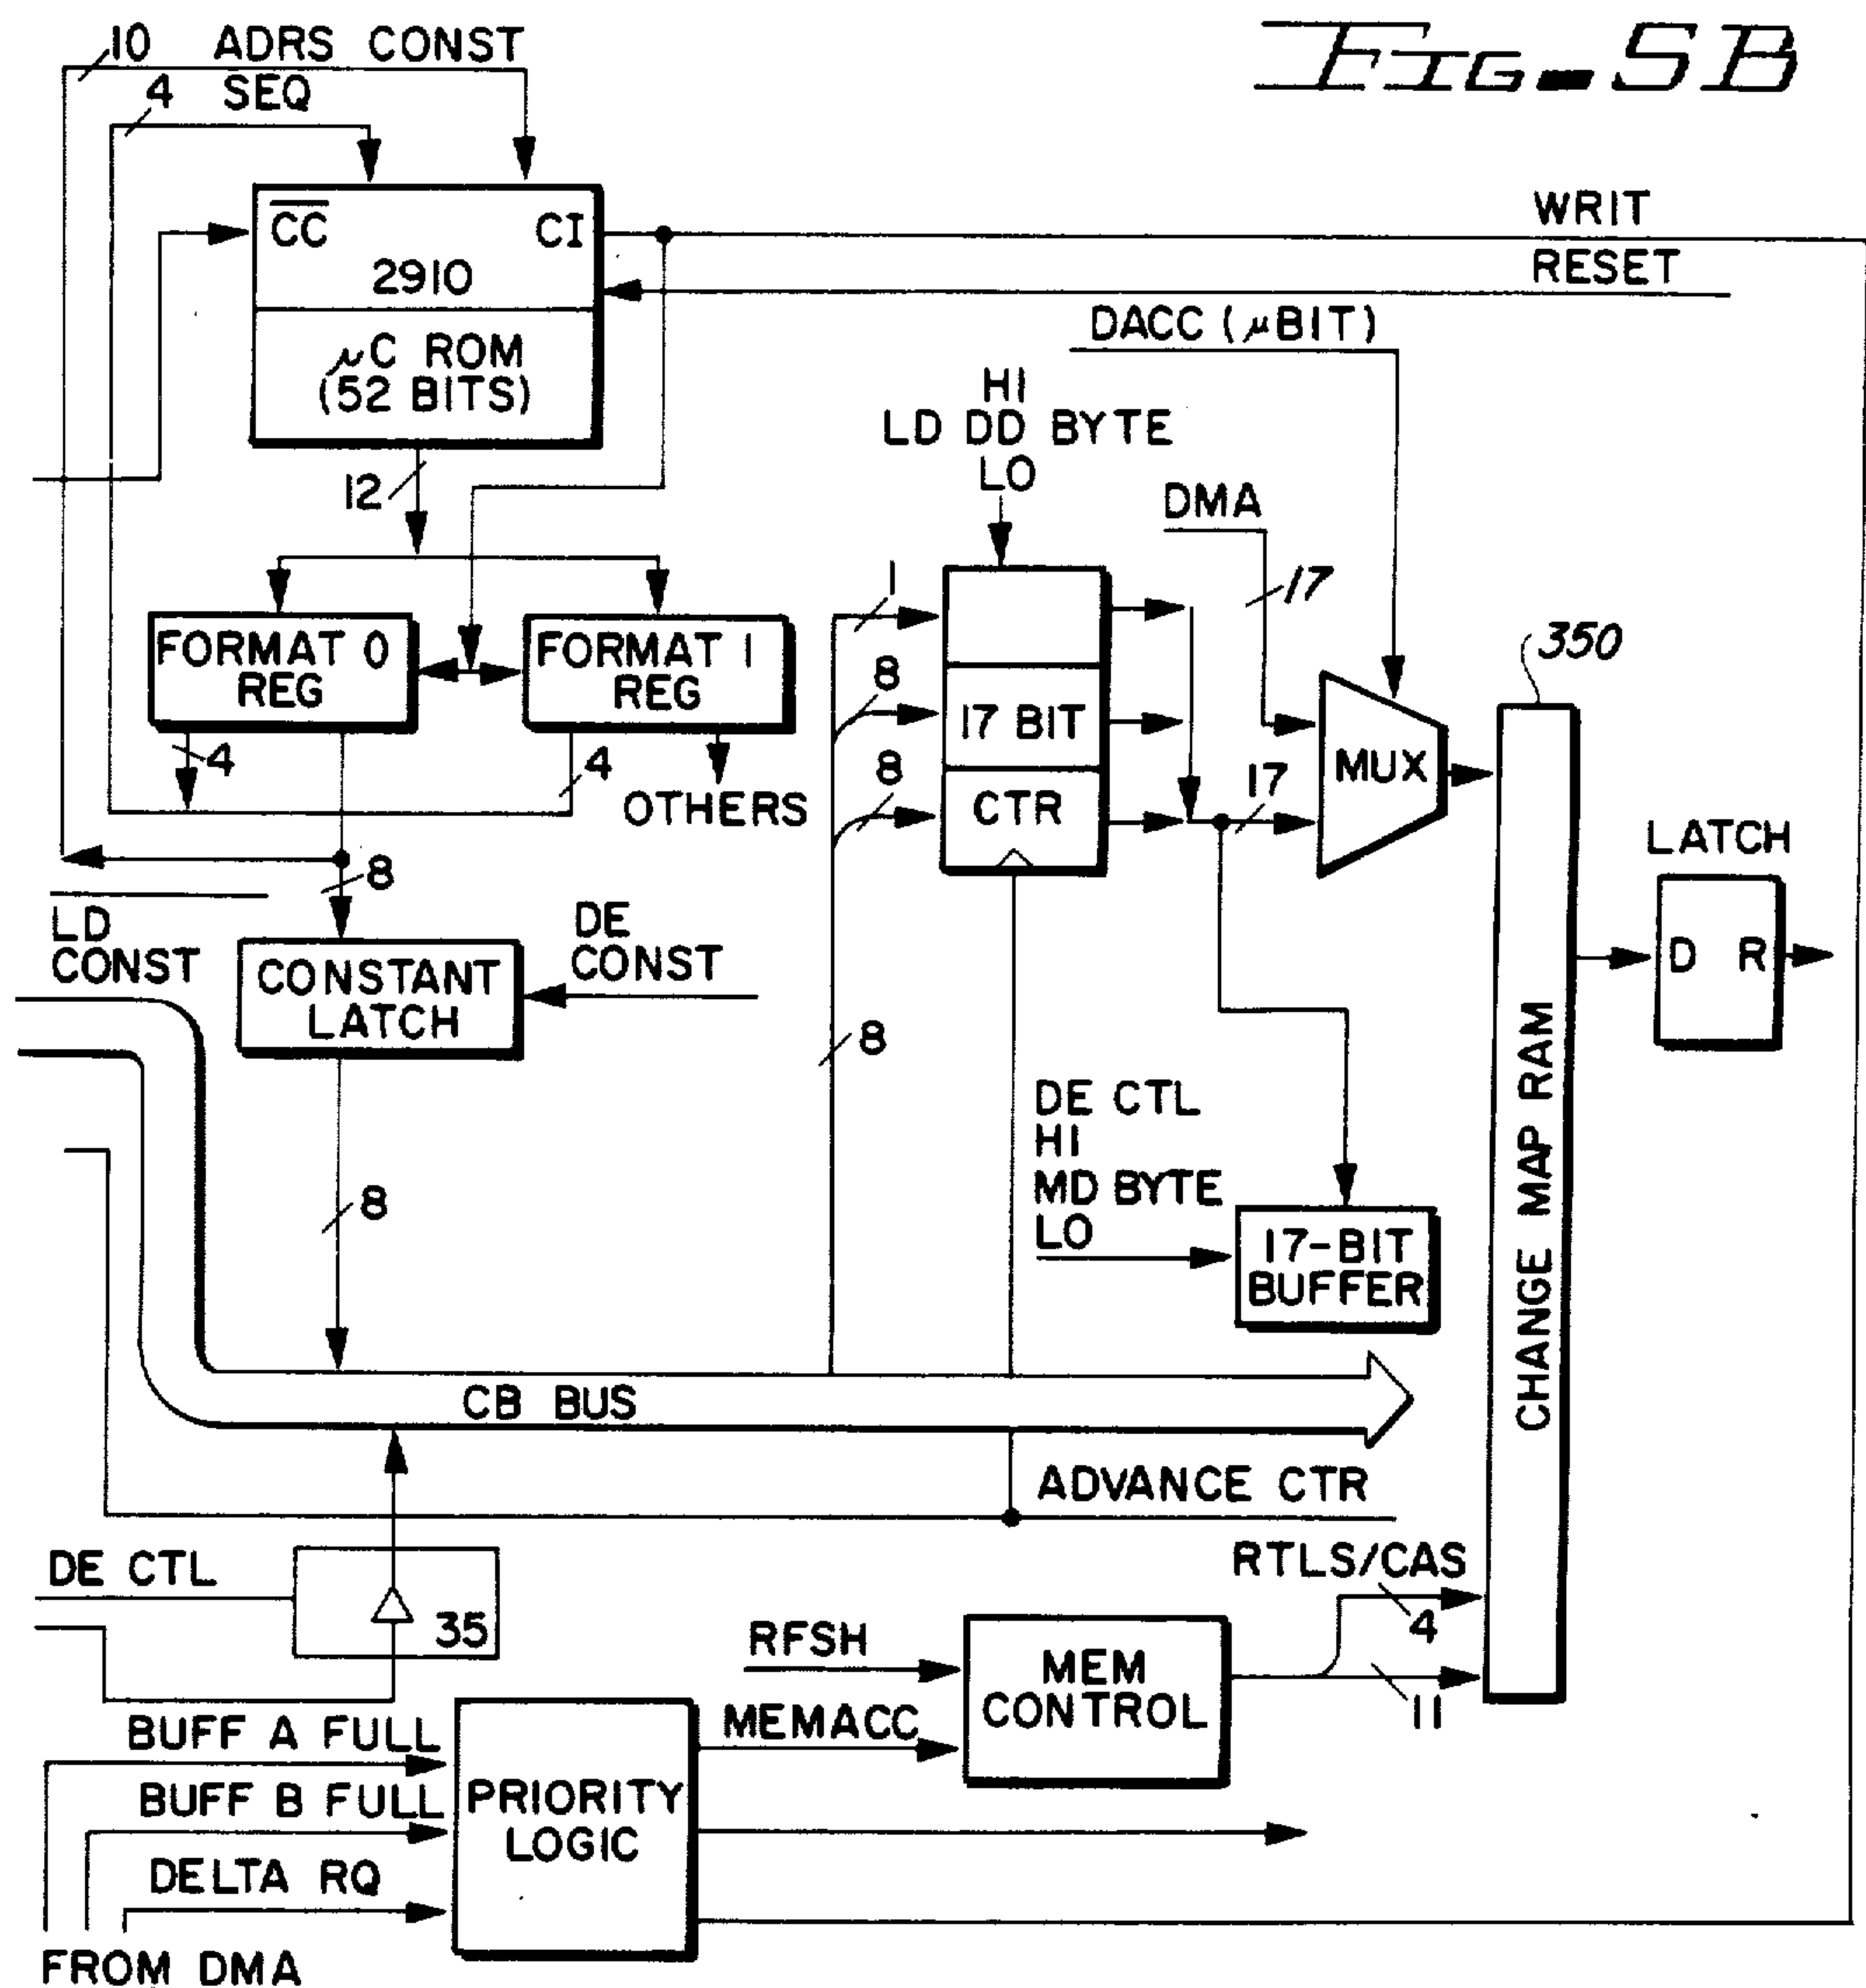 FIG-5B
10 ADRS CONST
4 SEQ
CC CI
2910
μC ROM
(52 BITS)
WRIT
RESET
DACC (μBIT)
HI
LD DD BYTE
LO
12
DMA
17
1
8
8
17 BIT
CTR
17
MUX
350
FORMAT 0
REG
FORMAT 1
REG
4
4
OTHERS
8
LD
CONST
CONSTANT
LATCH
DE
CONST
8
8
LATCH
D R
CHANGE MAP RAM
DE CTL
HI
MD BYTE
LO
17-BIT
BUFFER
CB BUS
ADVANCE CTR
DE CTL
35
RTLS/CAS
4
11
RFSH
MEM
CONTROL
MEMACC
BUFF A FULL
BUFF B FULL
DELTA RQ
PRIORITY
LOGIC
FROM DMA